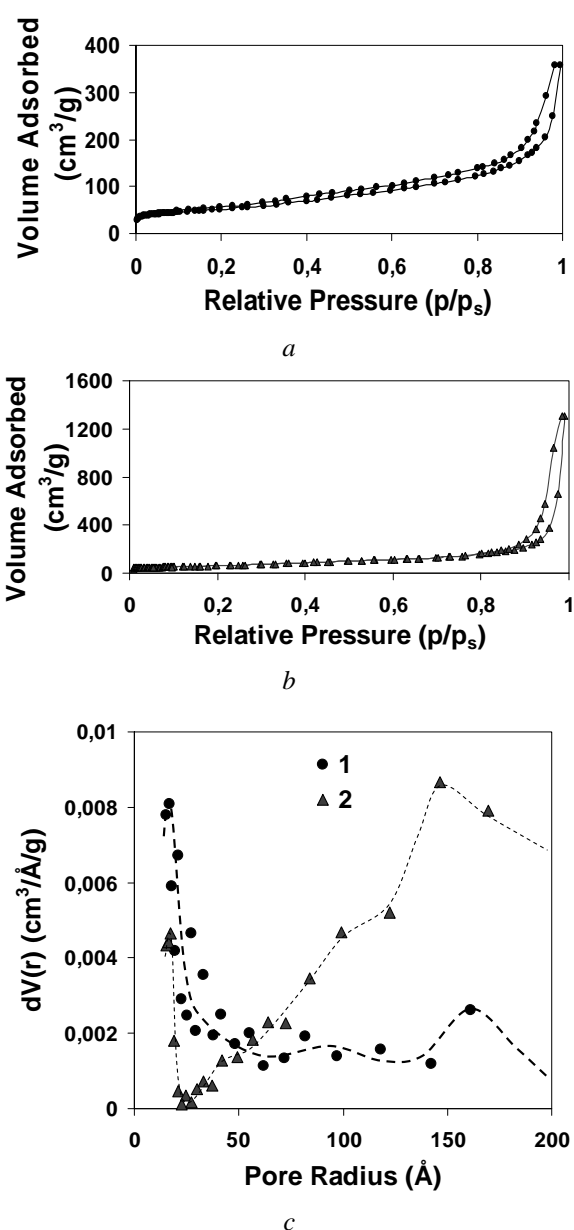 400
300
200
100
0
Volume Adsorbed
(cm³/g)
0 0,2 0,4 0,6 0,8 1
Relative Pressure (p/pₛ)
a
1600
1200
800
400
0
Volume Adsorbed
(cm³/g)
0 0,2 0,4 0,6 0,8 1
Relative Pressure (p/pₛ)
b
0,01
0,008
0,006
0,004
0,002
0
dV(r) (cm³/Å/g)
1
2
0 50 100 150 200
Pore Radius (Å)
c